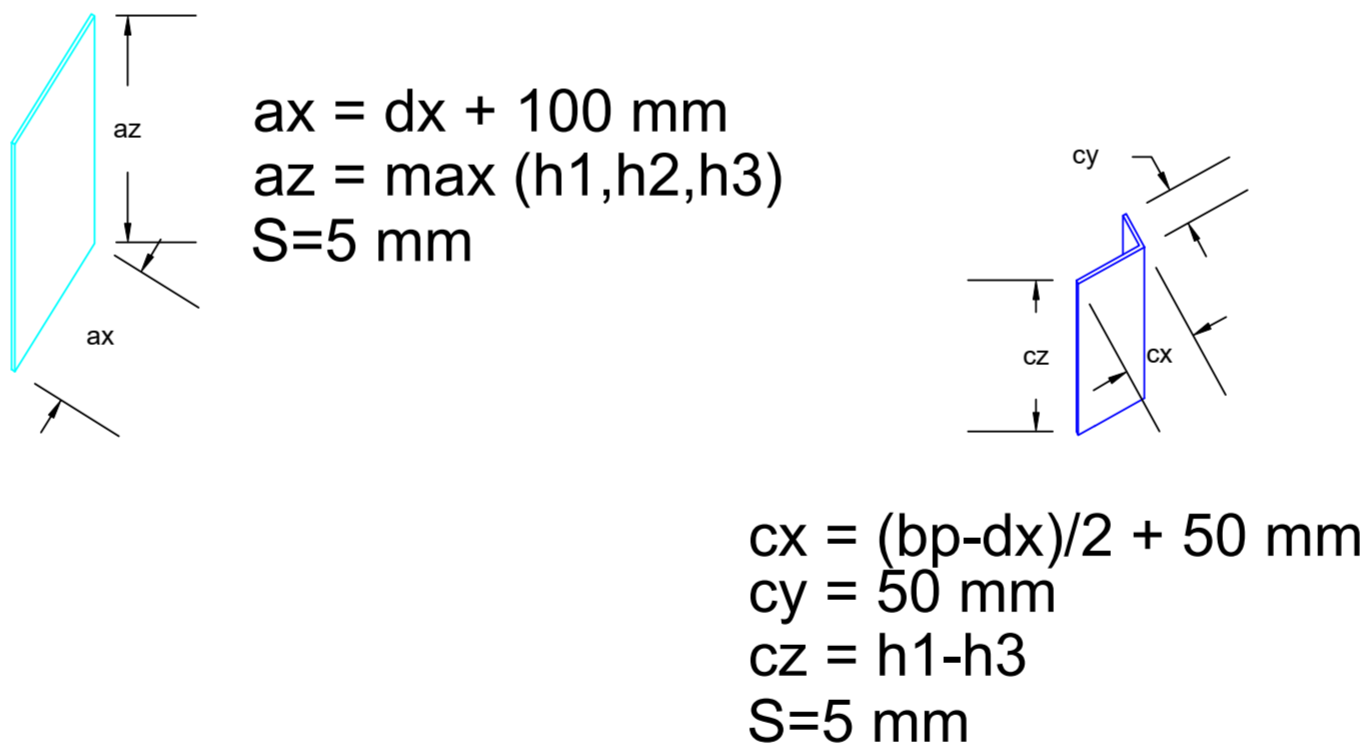 az
ax = dx + 100 mm
az = max (h1,h2,h3)
S=5 mm
ax
cy
cz
cx
cx = (bp-dx)/2 + 50 mm
cy = 50 mm
cz = h1-h3
S=5 mm